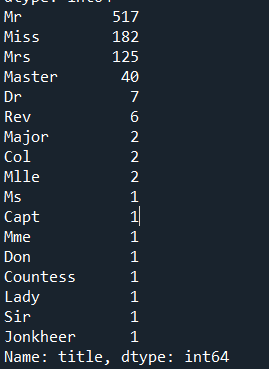 dtype: int64
Mr 517
Miss 182
Mrs 125
Master 40
Dr 7
Rev 6
Major 2
Col 2
Mlle 2
Ms 1
Capt 1
Mme 1
Don 1
Countess 1
Lady 1
Sir 1
Jonkheer 1
Name: title, dtype: int64